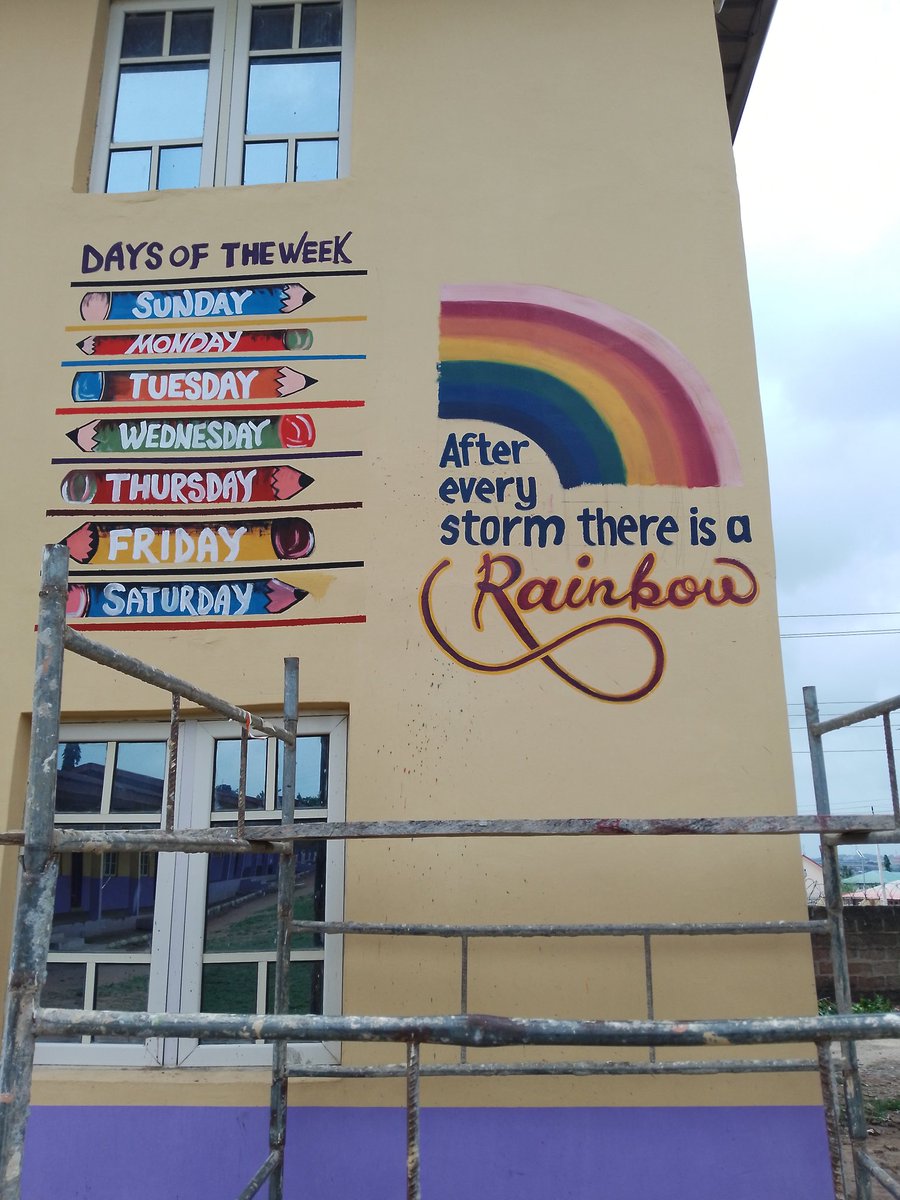 DAYS OF THE WEEK
SUNDAY
MONDAY
TUESDAY
WEDNESDAY
THURSDAY
FRIDAY
SATURDAY
After
every
storm there is a
Rainbow